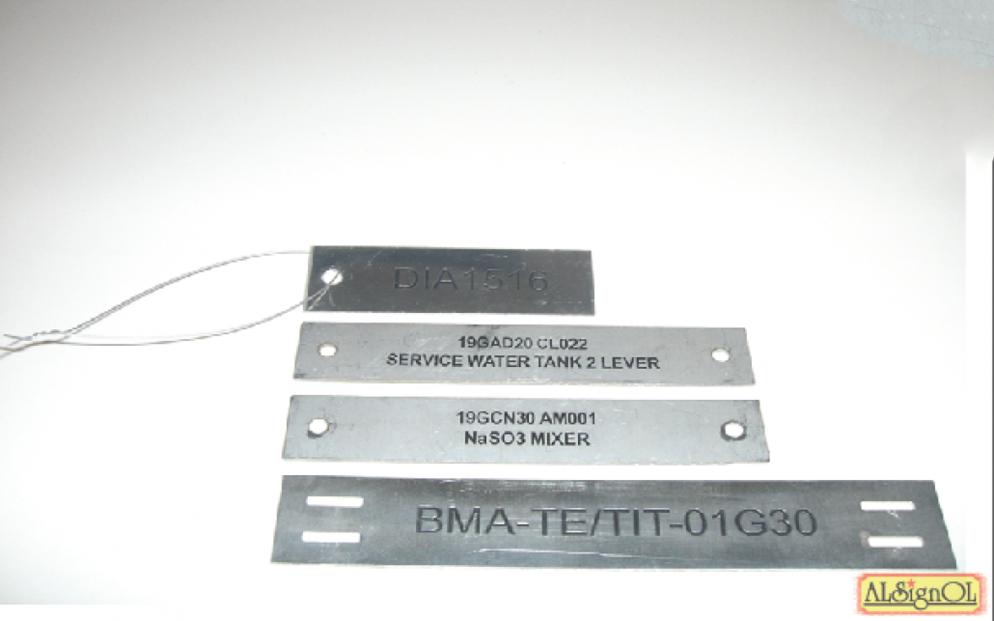 DIA1516
19GAD20 CL022
SERVICE WATER TANK 2 LEVER
19GCN30 AM001
NaSO3 MIXER
BMA-TE/TIT-01G30
ALSignOL